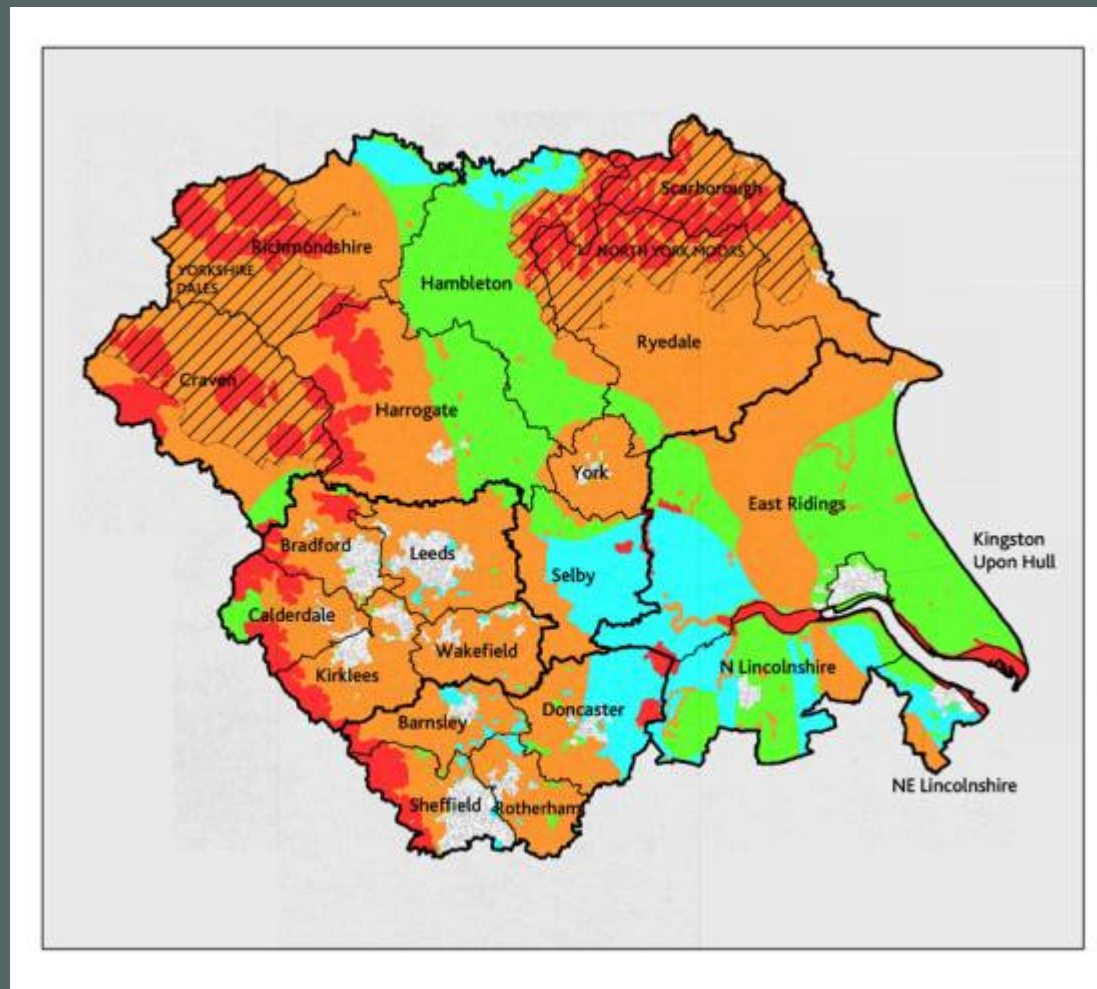 Scarborough
Richmondshire
NORTH YORK MOORS
YORKSHIRE
DALES
Hambleton
Ryedale
Craven
Harrogate
York
East Ridings
Kingston
Upon Hull
Bradford
Leeds
Selby
Calderdale
Wakefield
Kirklees
N Lincolnshire
Barnsley
Doncaster
NE Lincolnshire
Sheffield
Rotherham